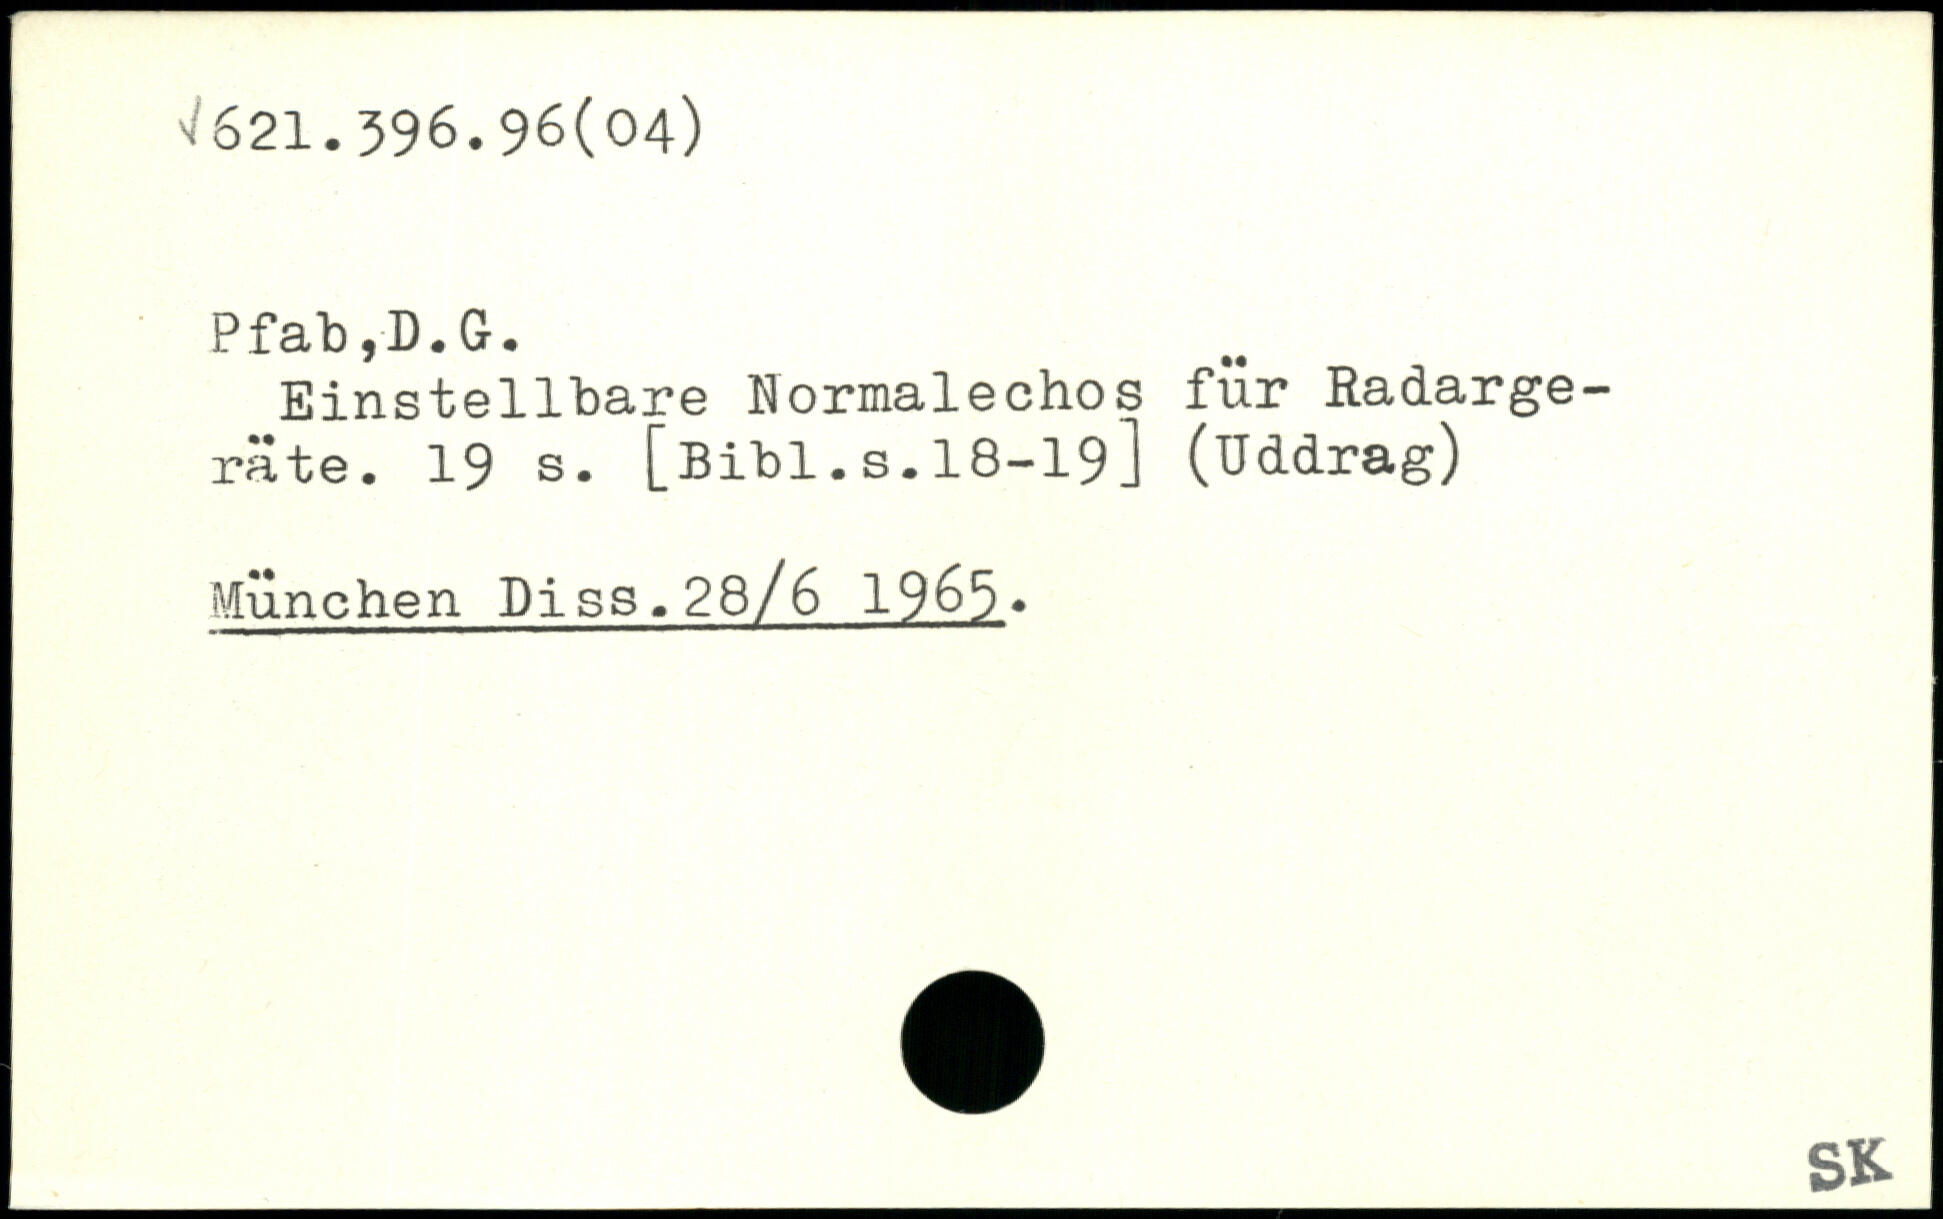 √621.396.96(04)
Pfab,D.G.
Einstellbare Normalechos für Radarge-
räte. 19 s. [Bibl.s.18-19] (Uddrag)
München Diss.28/6 1965.
SK